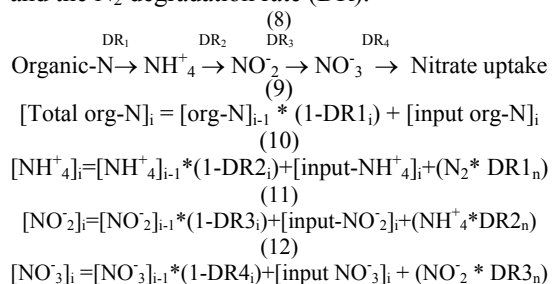 and the N₂ degradation rate (DR).
(8)
DR₁ DR₂ DR₃ DR₄
Organic-N→ NH⁺₄ → NO⁻₂ → NO⁻₃ → Nitrate uptake
(9)
[Total org-N]ᵢ = [org-N]ᵢ₋₁ * (1-DR1ᵢ) + [input org-N]ᵢ
(10)
[NH⁺₄]ᵢ=[NH⁺₄]ᵢ₋₁*(1-DR2ᵢ)+[input-NH⁺₄]ᵢ+(N₂* DR1ₙ)
(11)
[NO⁻₂]ᵢ=[NO⁻₂]ᵢ₋₁*(1-DR3ᵢ)+[input-NO⁻₂]ᵢ+(NH⁺₄*DR2ₙ)
(12)
[NO⁻₃]ᵢ =[NO⁻₃]ᵢ₋₁*(1-DR4ᵢ)+[input NO⁻₃]ᵢ + (NO⁻₂ * DR3ₙ)